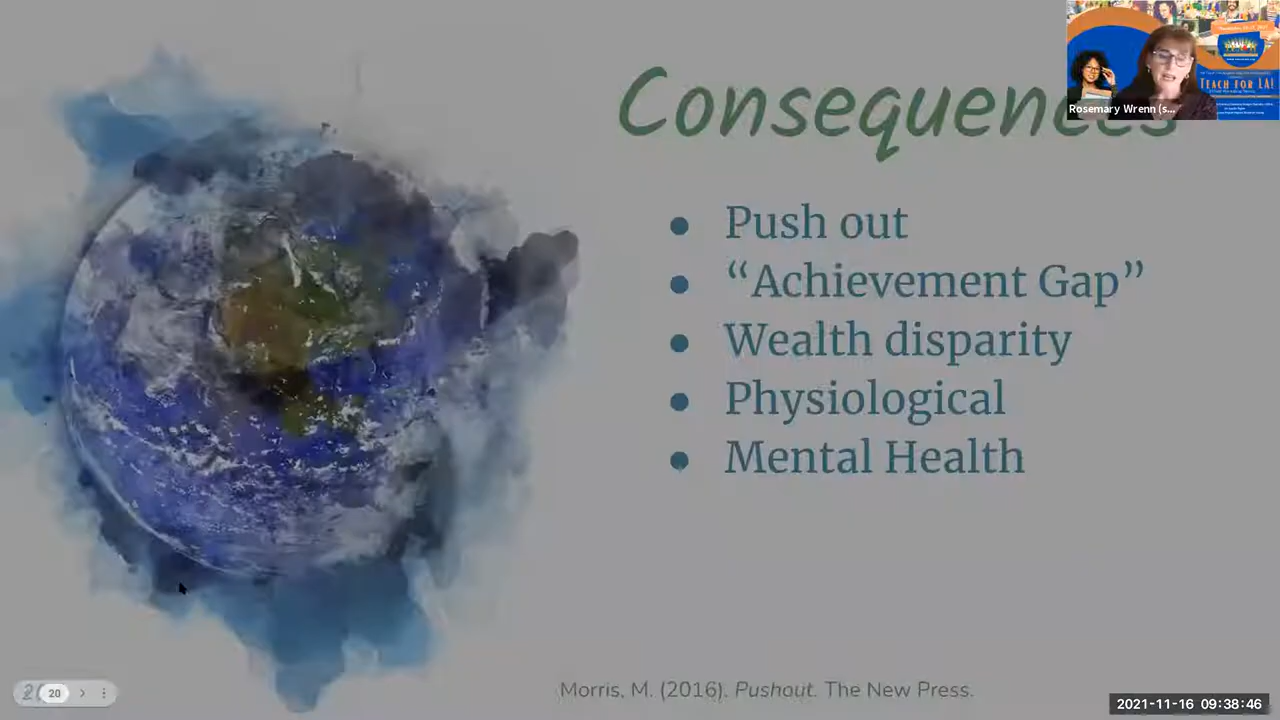 Consequences
• Push out
• “Achievement Gap”
• Wealth disparity
• Physiological
• Mental Health
Morris, M. (2016). Pushout. The New Press.
TEACH FOR LA!
Rosemary Wrenn (s...
20
2021-11-16 09:38:46